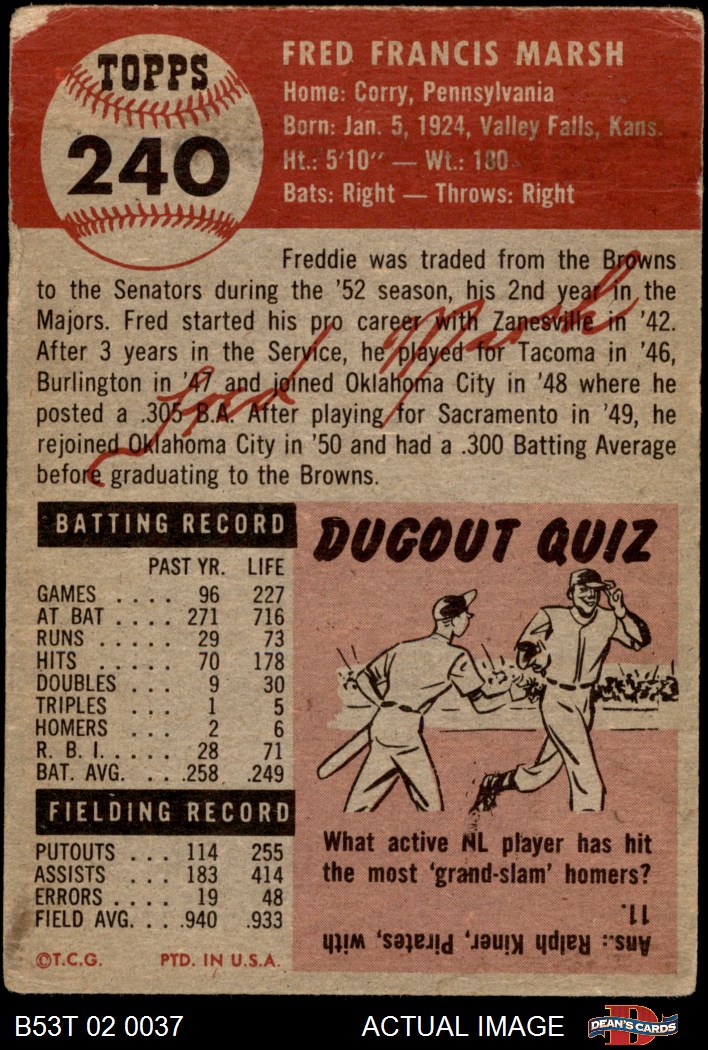 TOPPS
240
FRED FRANCIS MARSH
Home: Corry, Pennsylvania
Born: Jan. 5, 1924, Valley Falls, Kans.
Ht.: 5'10" — Wt.: 180
Bats: Right — Throws: Right
Freddie was traded from the Browns
to the Senators during the '52 season, his 2nd year in the
Majors. Fred started his pro career with Zanesville in '42.
After 3 years in the Service, he played for Tacoma in '46,
Burlington in '47 and joined Oklahoma City in '48 where he
posted a .305 B.A. After playing for Sacramento in '49, he
rejoined Oklahoma City in '50 and had a .300 Batting Average
before graduating to the Browns.
Fred Marsh
BATTING RECORD
PAST YR. LIFE
GAMES .... 96 227
AT BAT .... 271 716
RUNS .... 29 73
HITS ..... 70 178
DOUBLES ... 9 30
TRIPLES ... 1 5
HOMERS ... 2 6
R. B. I. .... 28 71
BAT. AVG. ... .258 .249
FIELDING RECORD
PUTOUTS ... 114 255
ASSISTS ... 183 414
ERRORS .... 19 48
FIELD AVG. ... .940 .933
©T.C.G. PTD. IN U.S.A.
DUGOUT QUIZ
What active NL player has hit
the most 'grand-slam' homers?
Ans.: Ralph Kiner, Pirates, with
11.
B53T 02 0037 ACTUAL IMAGE DEAN'S CARDS